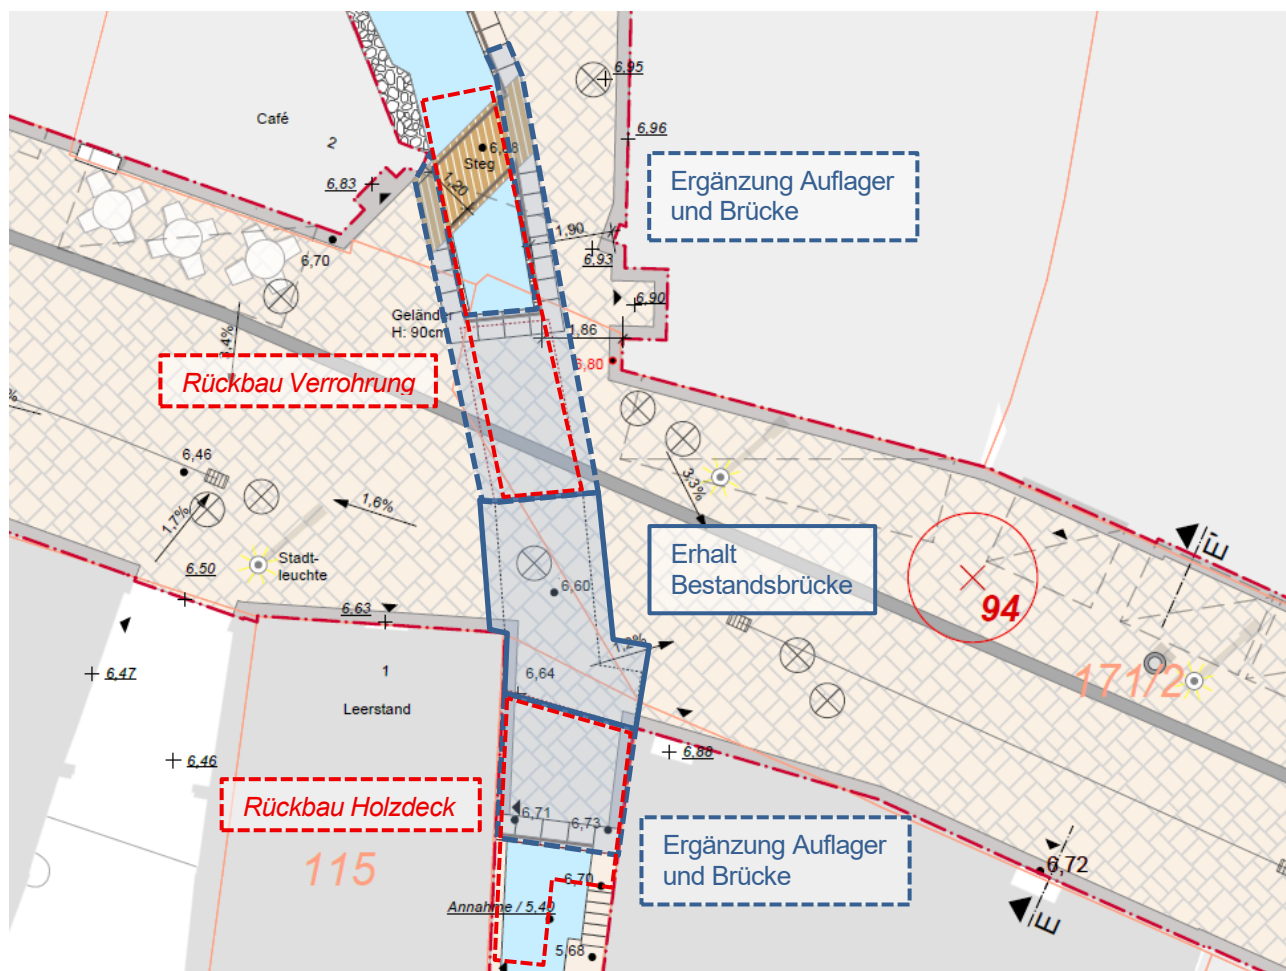 6,95
Café
2
6,96
6,88
Steg
1,20
6,83
Ergänzung Auflager
und Brücke
1,90
6,70
6,93
6,90
Geländer
H: 90cm
1,86
3,4%
6,80
Rückbau Verrohrung
%
6,46
3,3%
1,6%
1,7%
Stadt-
leuchte
Erhalt
Bestandsbrücke
E'
6,50
6,60
94
6,63
1,2%
6,47
1
6,64
171/2
Leerstand
6,46
6,88
Rückbau Holzdeck
6,71
6,73
Ergänzung Auflager
und Brücke
115
6,70
6,72
Annahme / 5,40
E
5,68